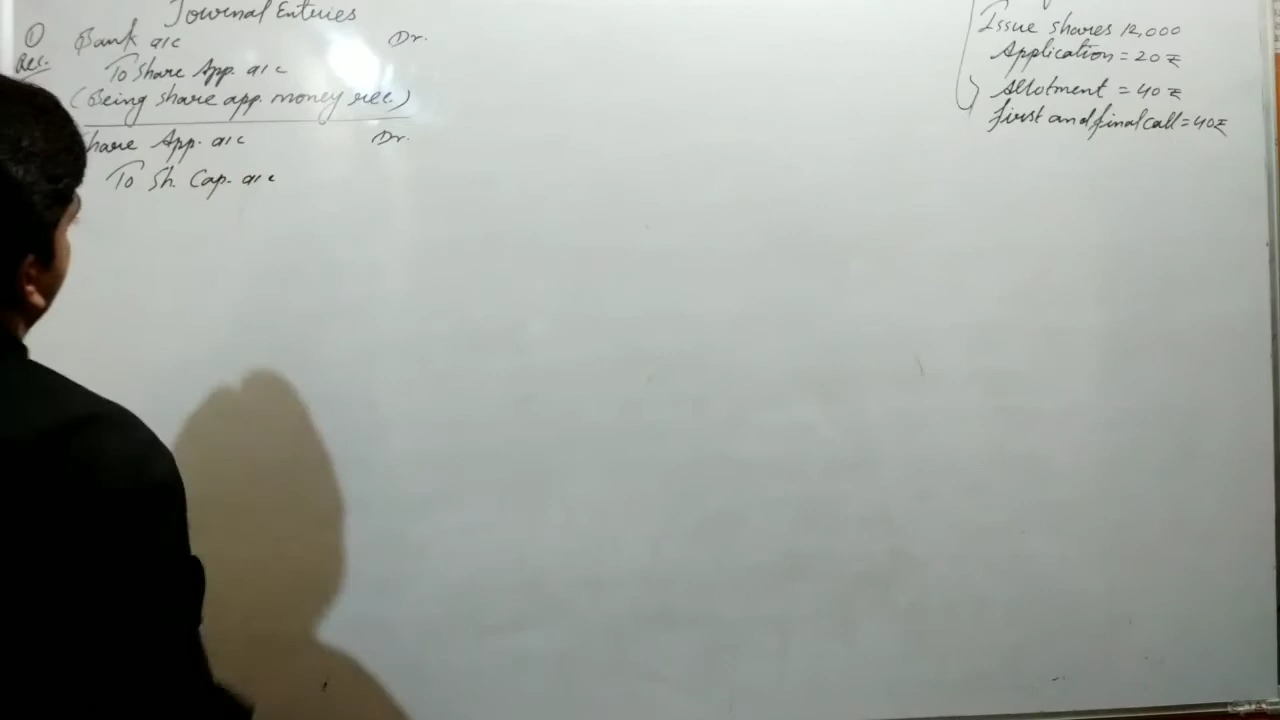 Journal Entries
① Bank a/c Dr.
Rec. To Share App. a/c
(Being share app. money rec.)
Share App. a/c Dr.
To Sh. Cap. a/c
Issue shares 12,000
Application = 20 ₹
Allotment = 40 ₹
first and final call = 40₹